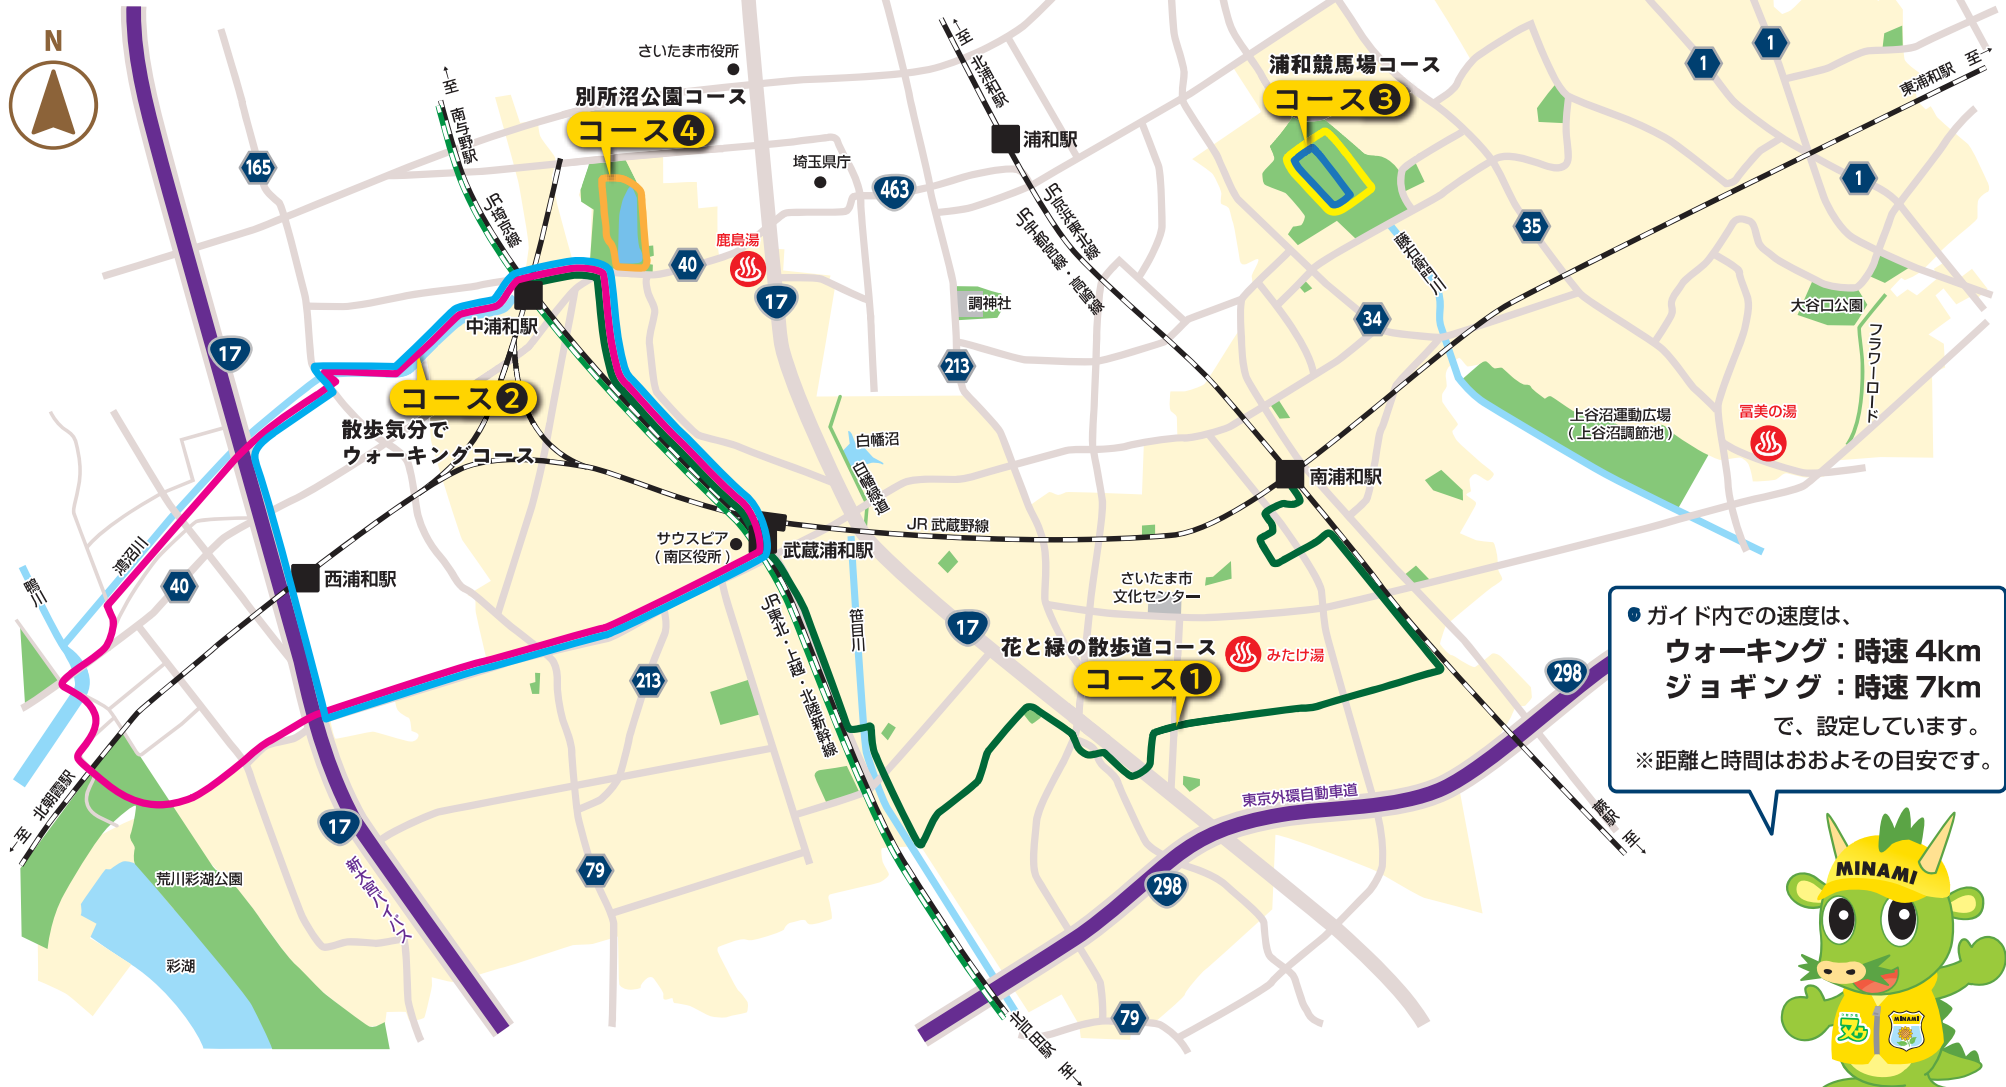 N
さいたま市役所
至
南与野駅
別所沼公園コース
コース❹
JR埼京線
165
埼玉県庁
463
至
北浦和駅
浦和駅
JR京浜東北線
JR宇都宮線・高崎線
浦和競馬場コース
コース❸
1
1
1
東浦和駅 至
35
藤右衛門川
鹿島湯
40
17
調神社
213
34
大谷口公園
フラワーロード
中浦和駅
17
コース❷
散歩気分で
ウォーキングコース
白幡沼
白幡緑道
上谷沼運動広場
(上谷沼調節池)
冨美の湯
南浦和駅
JR武蔵野線
サウスピア
(南区役所)
武蔵浦和駅
鴻沼川
鴨川
40
西浦和駅
JR東北・上越・北陸新幹線
笹目川
さいたま市
文化センター
17
花と緑の散歩道コース
コース❶
みたけ湯
213
298
ガイド内での速度は、
ウォーキング：時速 4km
ジョギング：時速 7km
で、設定しています。
※距離と時間はおおよその目安です。
至 北朝霞駅
17
新大宮バイパス
荒川彩湖公園
彩湖
79
東京外環自動車道
298
蕨駅
至
79
北戸田駅
至
MINAMI
ヌゥ
MINAMI